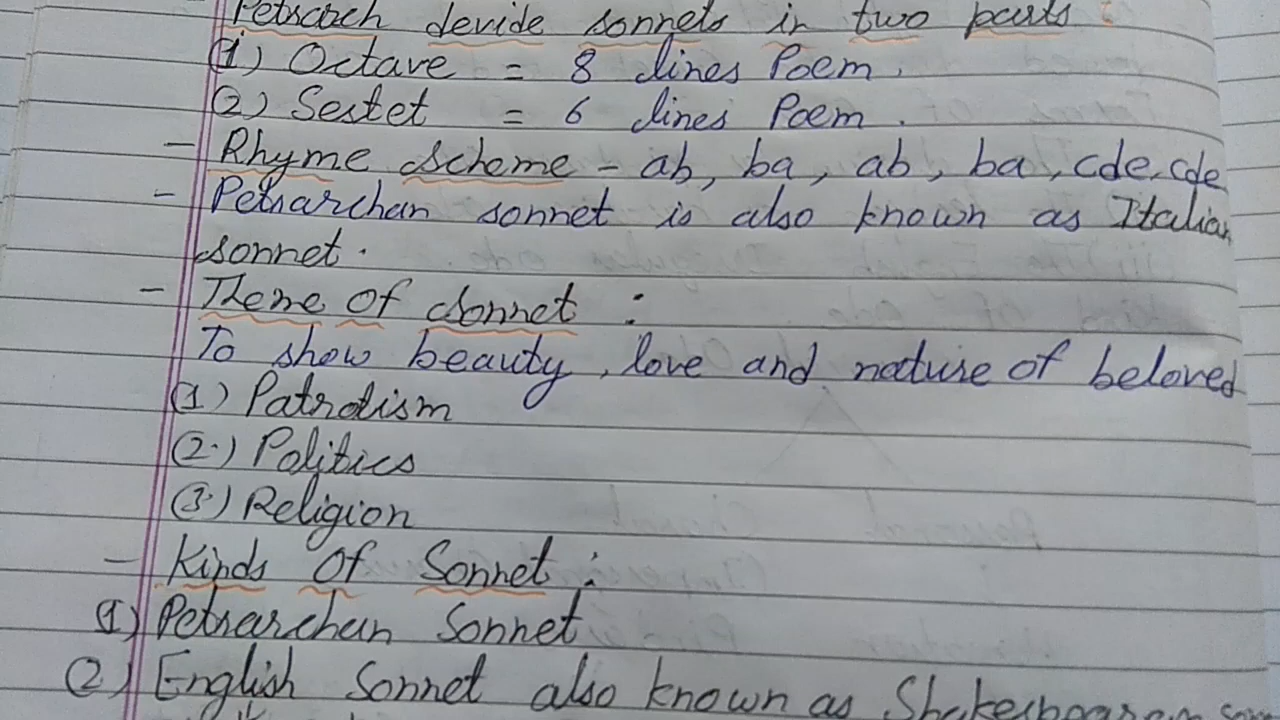 Petrarch devide sonnets in two parts :
(1) Octave = 8 lines Poem.
(2) Sestet = 6 lines Poem.
- Rhyme scheme - ab, ba, ab, ba, cde, cde
- Petrarchan sonnet is also known as Italian
sonnet.
- Theme Of sonnet :
To show beauty, love and nature of beloved
(1) Patrotism
(2.) Politics
(3.) Religion
- Kinds Of Sonnet :
(1) Petrarchan Sonnet
(2) English Sonnet also known as Shakespearean